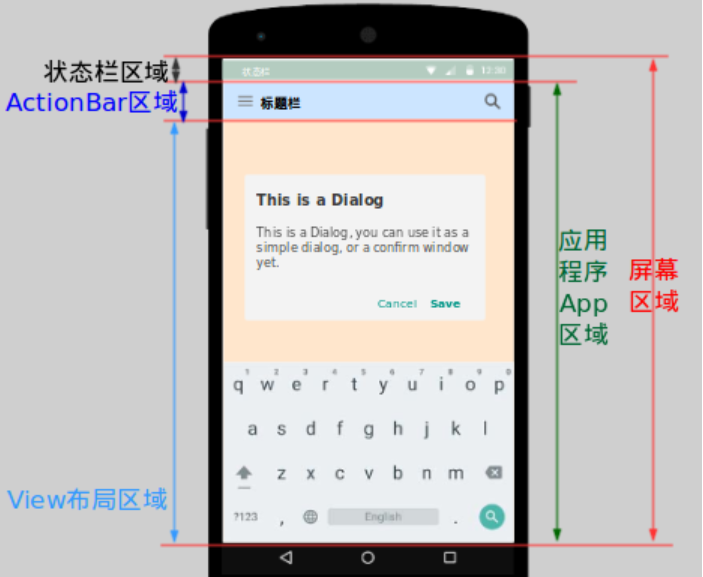 状态栏区域
状态栏
12:30
ActionBar区域
标题栏
This is a Dialog
This is a Dialog, you can use it as a
simple dialog, or a confirm window
yet.
Cancel Save
应用
程序
App
区域
屏幕
区域
1 2 3 4 5 6 7 8 9 0
q w e r t y u i o p
a s d f g h j k l
z x c v b n m
View布局区域
?123 , English .